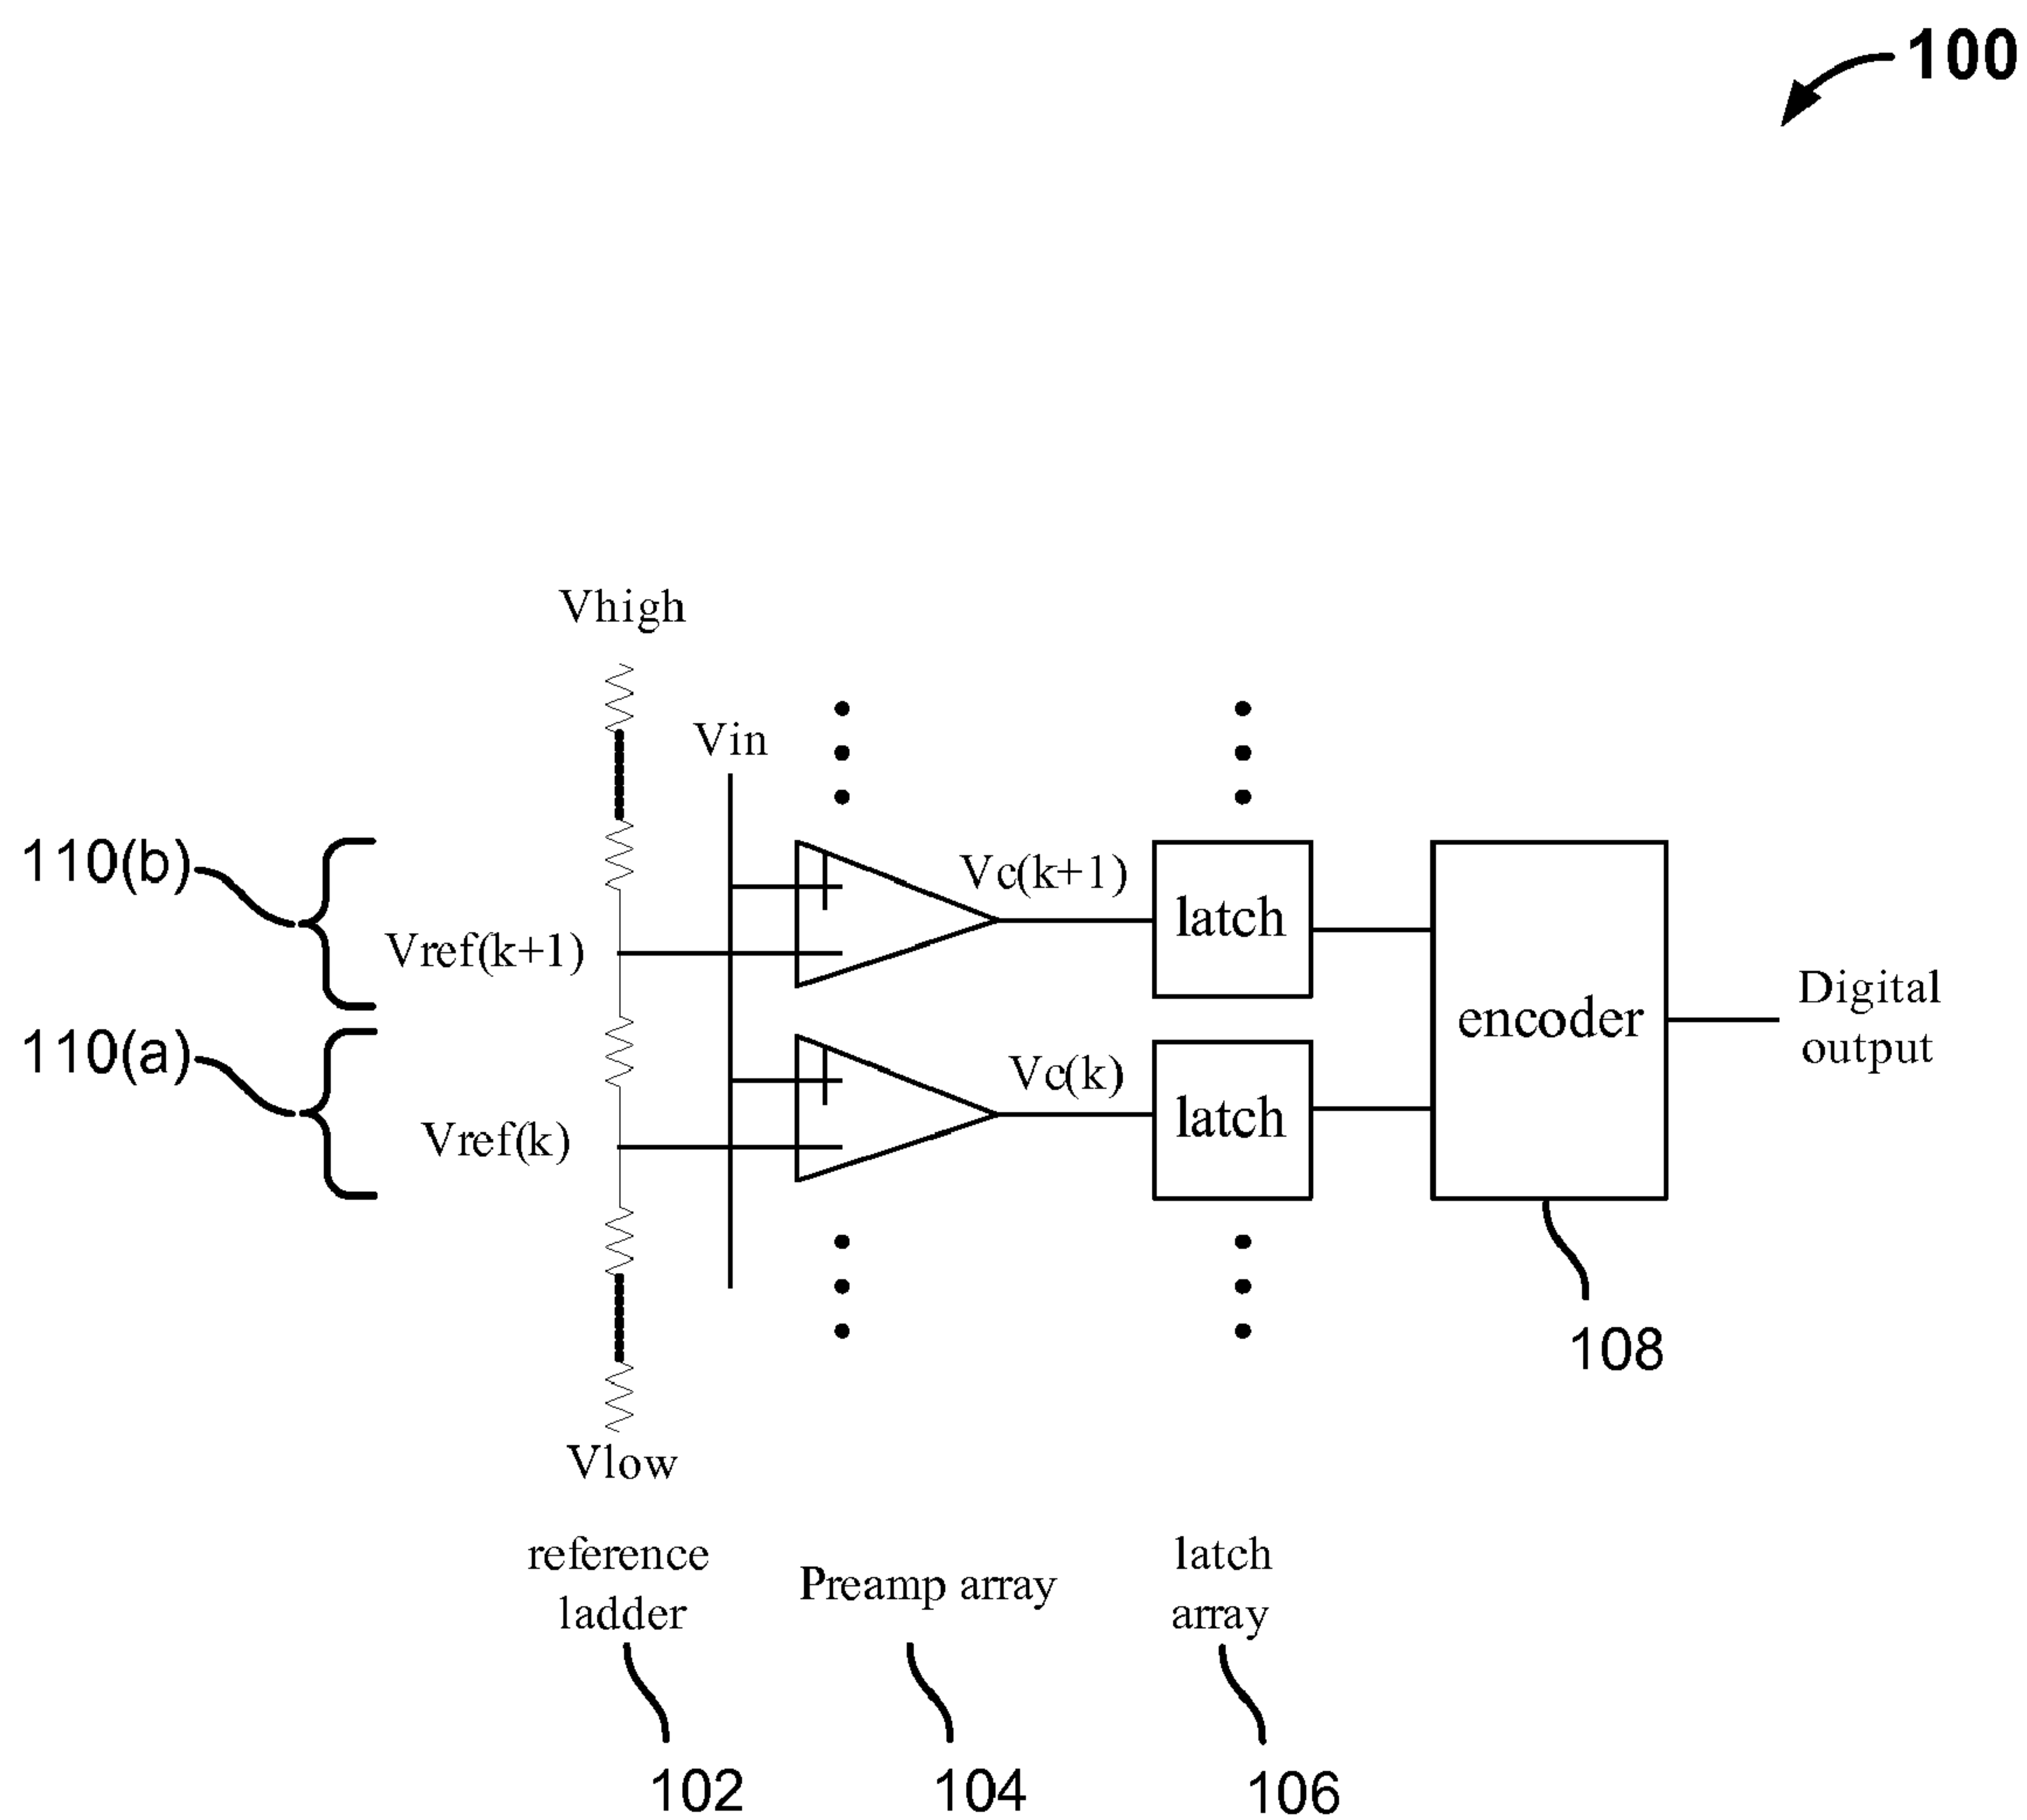 100
Vhigh
Vin
110(b)
Vc(k+1)
latch
Vref(k+1)
encoder
Digital
output
110(a)
Vc(k)
latch
Vref(k)
108
Vlow
reference
ladder
Preamp array
latch
array
102
104
106